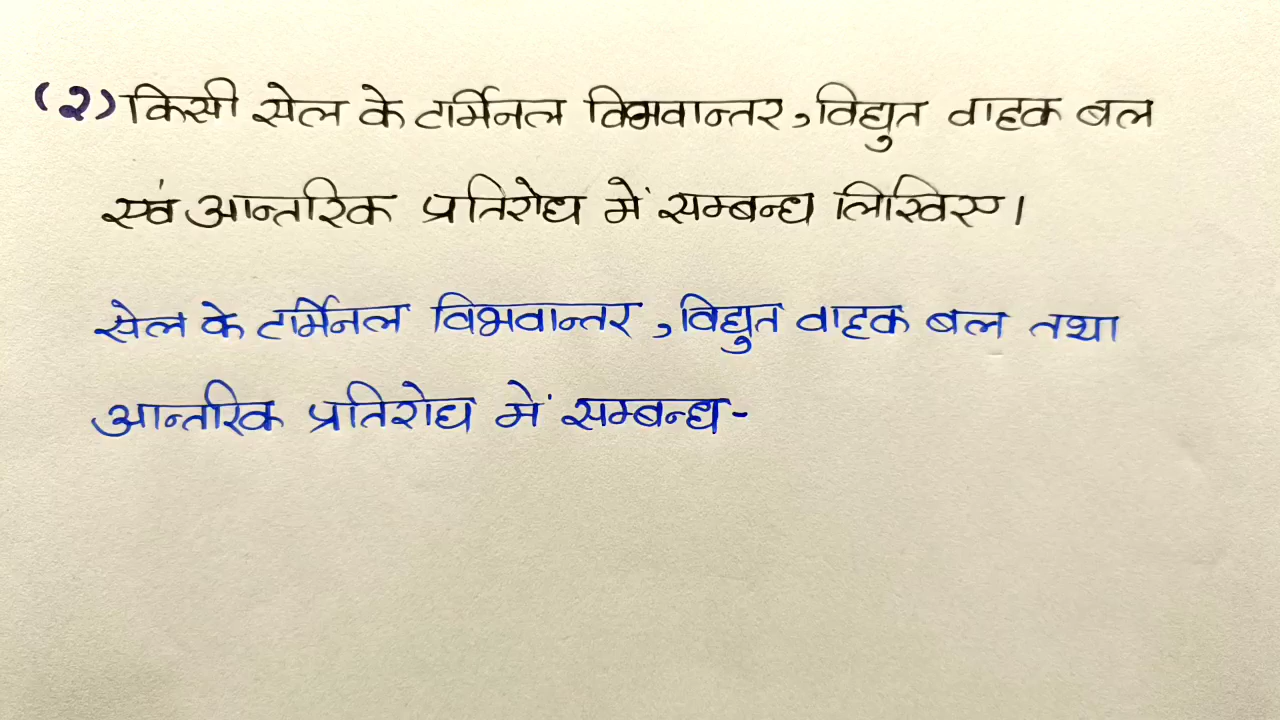 (२) किसी सेल के टर्मिनल विभवान्तर, विद्युत वाहक बल
एवं आन्तरिक प्रतिरोध में सम्बन्ध लिखिए।
सेल के टर्मिनल विभवान्तर, विद्युत वाहक बल तथा
आन्तरिक प्रतिरोध में सम्बन्ध-